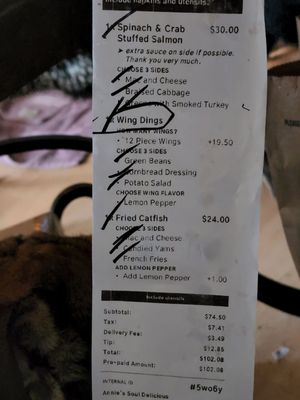 include napkins and utensils.
1x Spinach & Crab $30.00
Stuffed Salmon
➤ extra sauce on side if possible.
Thank you very much.
CHOOSE 3 SIDES
• Mac and Cheese
• Braised Cabbage
with Smoked Turkey
1x Wing Dings
HOW MANY WINGS?
• 12 Piece Wings +19.50
CHOOSE 3 SIDES
• Green Beans
• Cornbread Dressing
• Potato Salad
CHOOSE WING FLAVOR
• Lemon Pepper
1x Fried Catfish $24.00
CHOOSE 3 SIDES
• Mac and Cheese
• Candied Yams
• French Fries
ADD LEMON PEPPER
• Add Lemon Pepper +1.00
Include utensils
Subtotal: $74.50
Tax: $7.41
Delivery Fee: $3.49
Tip: $12.85
Total: $102.08
Pre-paid Amount: $102.08
INTERNAL ID #5wo6y
Annie's Soul Delicious